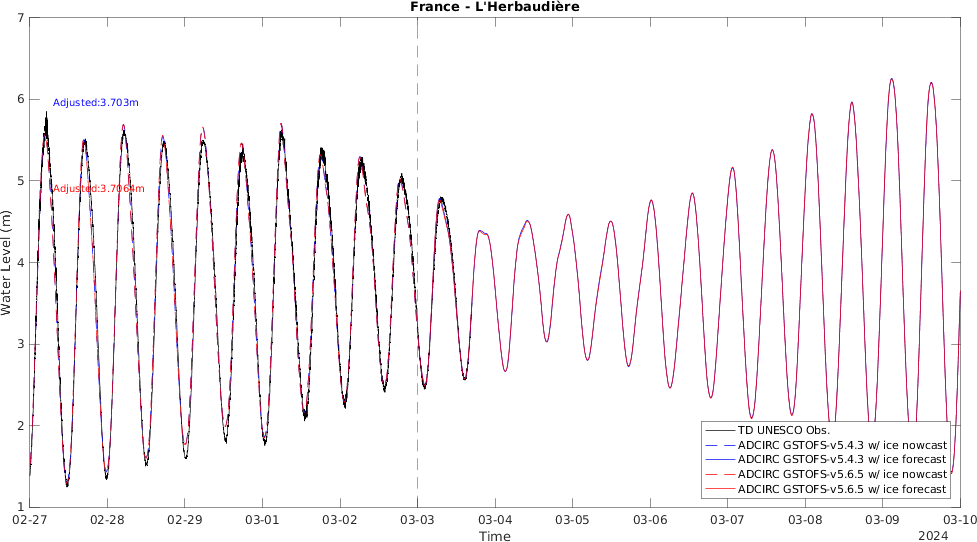 France - L'Herbaudière
7
6
5
4
3
2
1
Water Level (m)
Adjusted:3.703m
Adjusted:3.7064m
TD UNESCO Obs.
ADCIRC GSTOFS-v5.4.3 w/ ice nowcast
ADCIRC GSTOFS-v5.4.3 w/ ice forecast
ADCIRC GSTOFS-v5.6.5 w/ ice nowcast
ADCIRC GSTOFS-v5.6.5 w/ ice forecast
02-27 02-28 02-29 03-01 03-02 03-03 03-04 03-05 03-06 03-07 03-08 03-09 03-10
Time
2024